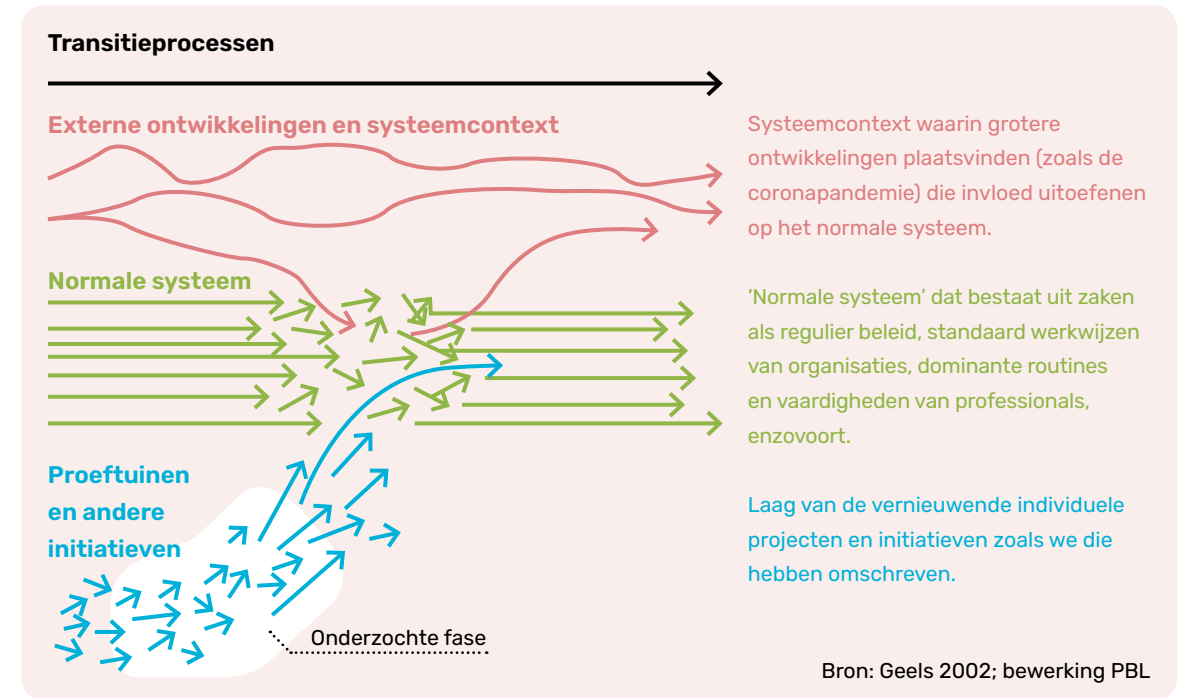 Transitieprocessen
Externe ontwikkelingen en systeemcontext
Systeemcontext waarin grotere
ontwikkelingen plaatsvinden (zoals de
coronapandemie) die invloed uitoefenen
op het normale systeem.
Normale systeem
‘Normale systeem’ dat bestaat uit zaken
als regulier beleid, standaard werkwijzen
van organisaties, dominante routines
en vaardigheden van professionals,
enzovoort.
Proeftuinen
en andere
initiatieven
Laag van de vernieuwende individuele
projecten en initiatieven zoals we die
hebben omschreven.
Onderzochte fase
Bron: Geels 2002; bewerking PBL